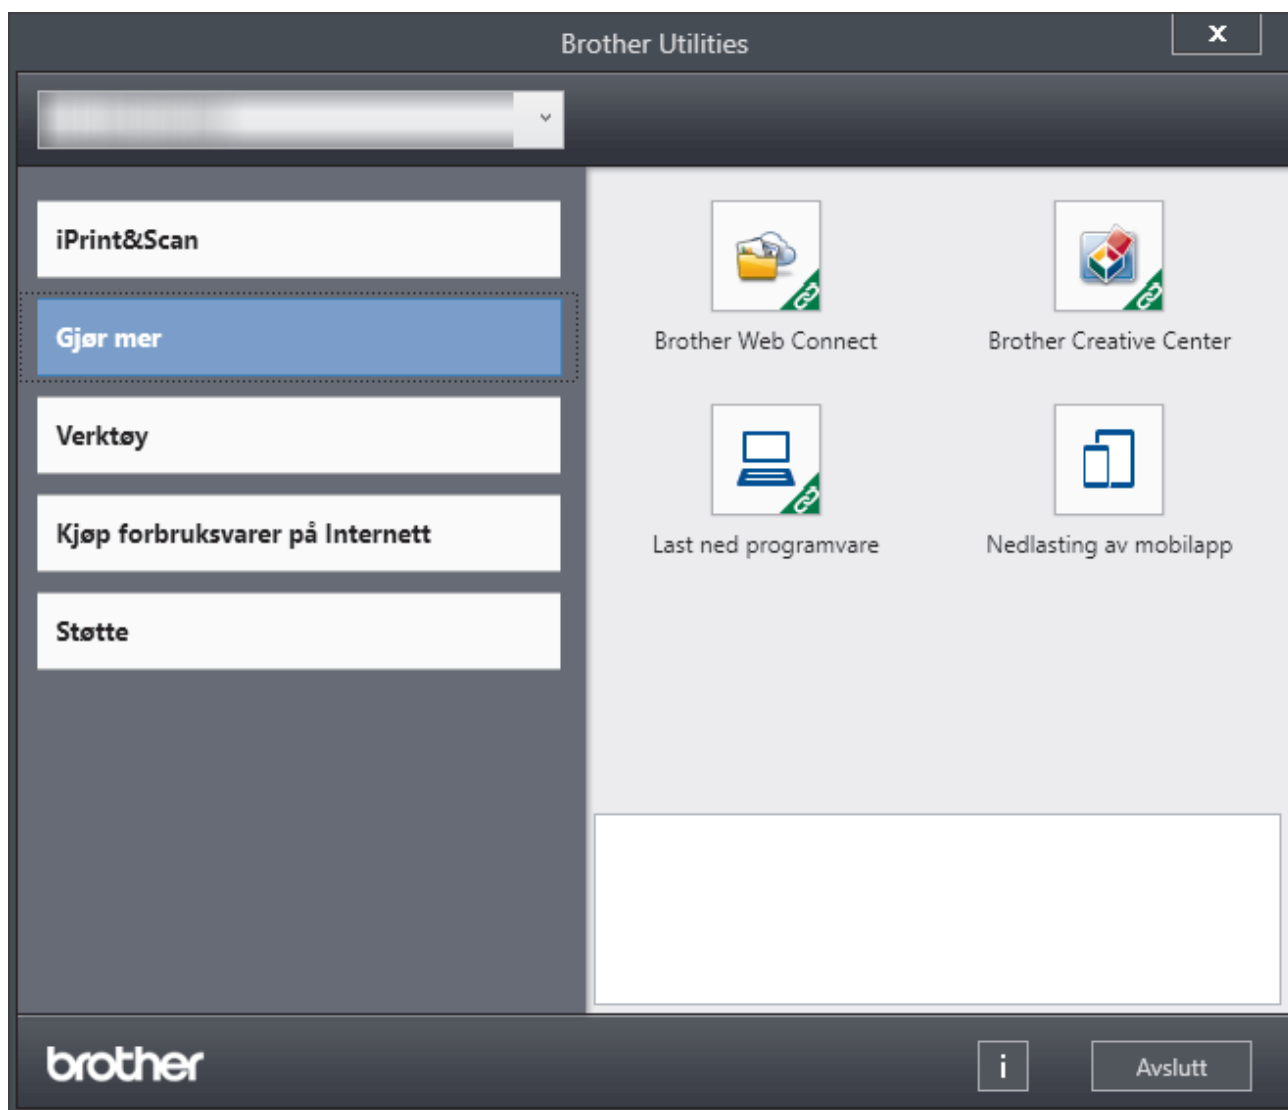 Brother Utilities
X
iPrint&Scan
Gjør mer
Verktøy
Kjøp forbruksvarer på Internett
Støtte
Brother Web Connect
Brother Creative Center
Last ned programvare
Nedlasting av mobilapp
brother
i
Avslutt